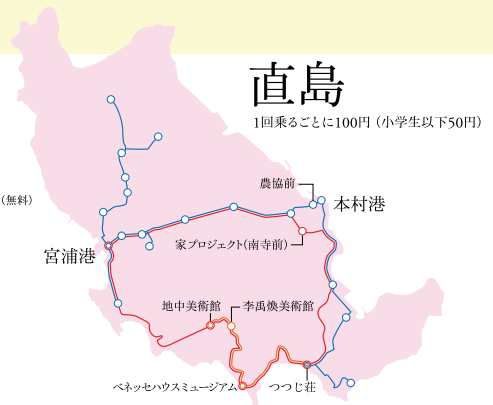 直島
1回乗るごとに100円（小学生以下50円）
農協前
（無料）
本村港
家プロジェクト(南寺前)
宮浦港
地中美術館
李禹煥美術館
ベネッセハウスミュージアム
つつじ荘